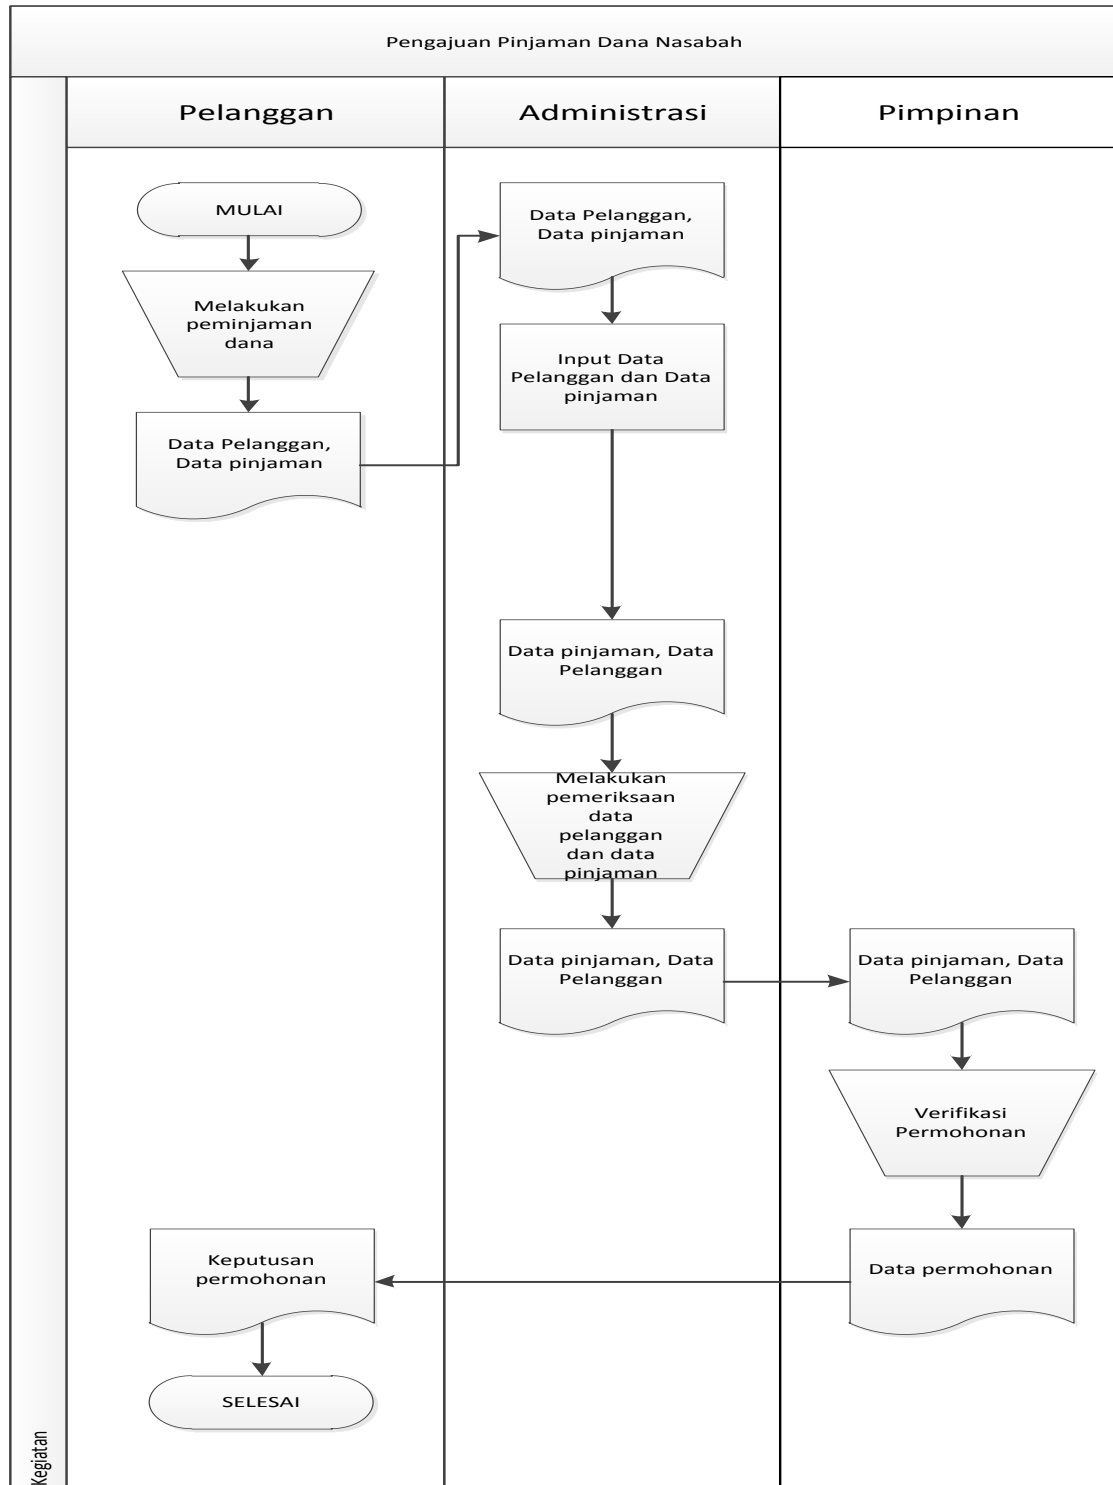 Pengajuan Pinjaman Dana Nasabah
Pelanggan
Administrasi
Pimpinan
MULAI
Melakukan
peminjaman
dana
Data Pelanggan,
Data pinjaman
Data Pelanggan,
Data pinjaman
Input Data
Pelanggan dan Data
pinjaman
Data pinjaman, Data
Pelanggan
Melakukan
pemeriksaan
data
pelanggan
dan data
pinjaman
Data pinjaman, Data
Pelanggan
Data pinjaman, Data
Pelanggan
Verifikasi
Permohonan
Data permohonan
Keputusan
permohonan
SELESAI
Kegiatan